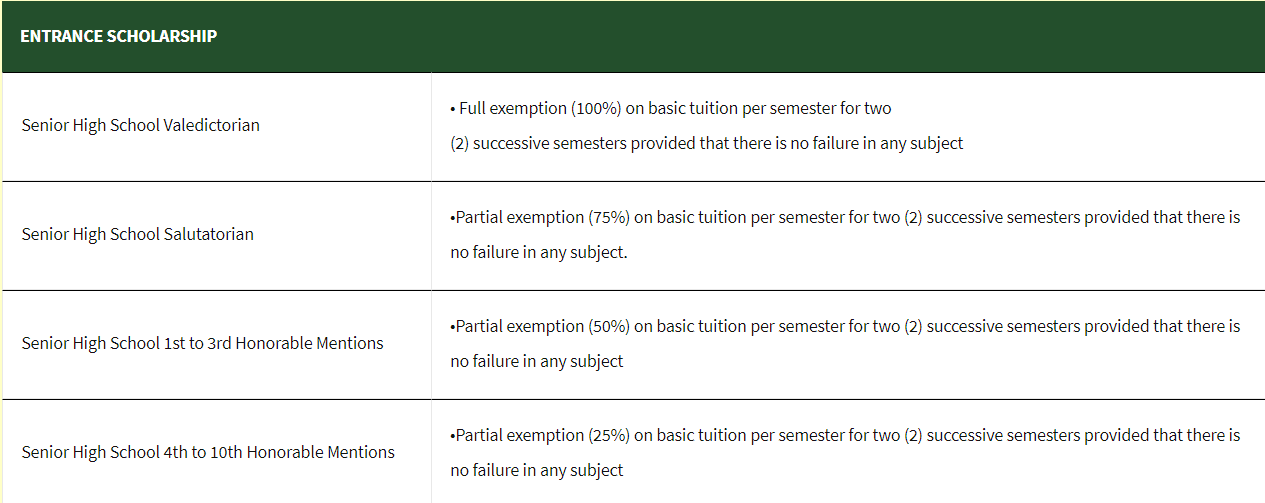 ENTRANCE SCHOLARSHIP
Senior High School Valedictorian
• Full exemption (100%) on basic tuition per semester for two
(2) successive semesters provided that there is no failure in any subject
Senior High School Salutatorian
•Partial exemption (75%) on basic tuition per semester for two (2) successive semesters provided that there is
no failure in any subject.
Senior High School 1st to 3rd Honorable Mentions
•Partial exemption (50%) on basic tuition per semester for two (2) successive semesters provided that there is
no failure in any subject
Senior High School 4th to 10th Honorable Mentions
•Partial exemption (25%) on basic tuition per semester for two (2) successive semesters provided that there is
no failure in any subject